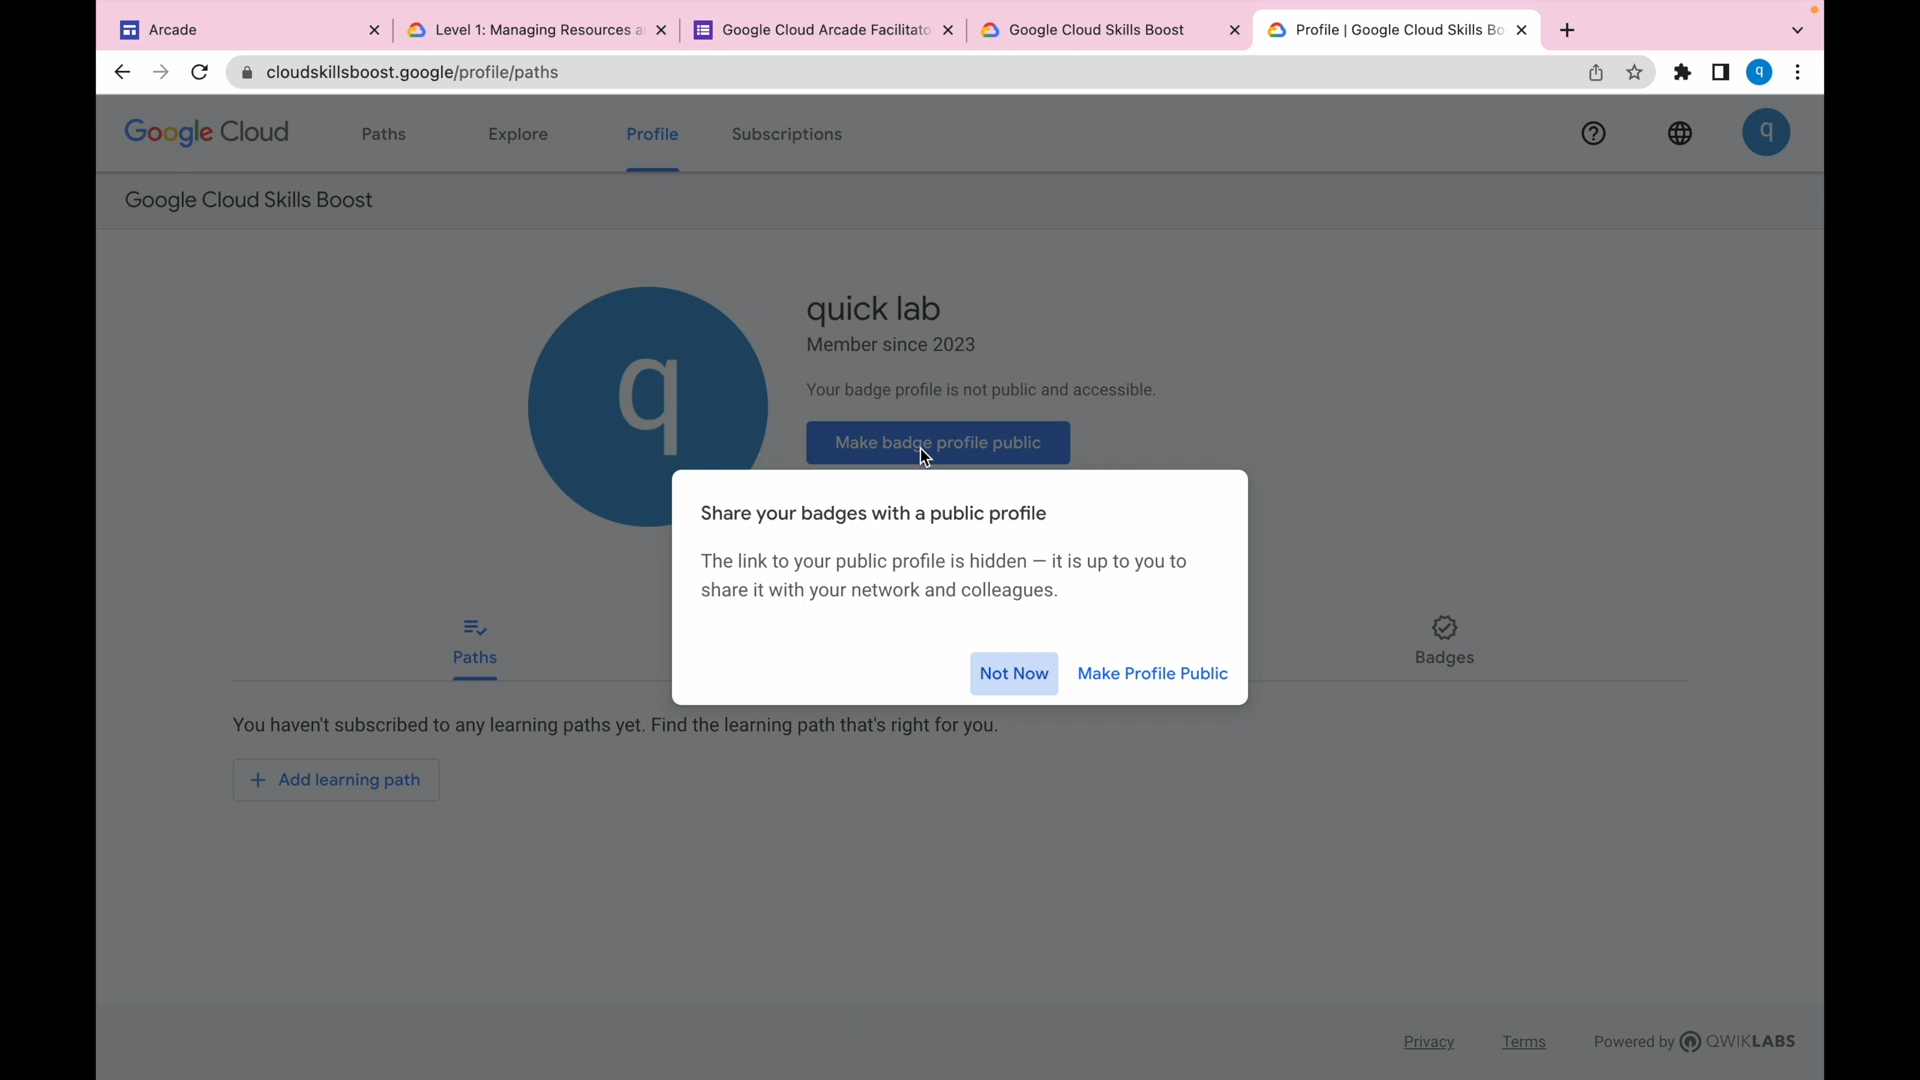 Arcade
Level 1: Managing Resources a
Google Cloud Arcade Facilitato
Google Cloud Skills Boost
Profile | Google Cloud Skills Bo
cloudskillsboost.google/profile/paths
q
Google Cloud
Paths
Explore
Profile
Subscriptions
q
Google Cloud Skills Boost
q
quick lab
Member since 2023
Your badge profile is not public and accessible.
Make badge profile public
Share your badges with a public profile
The link to your public profile is hidden — it is up to you to
share it with your network and colleagues.
Not Now
Make Profile Public
Paths
Badges
You haven't subscribed to any learning paths yet. Find the learning path that's right for you.
+ Add learning path
Privacy
Terms
Powered by QWIKLABS